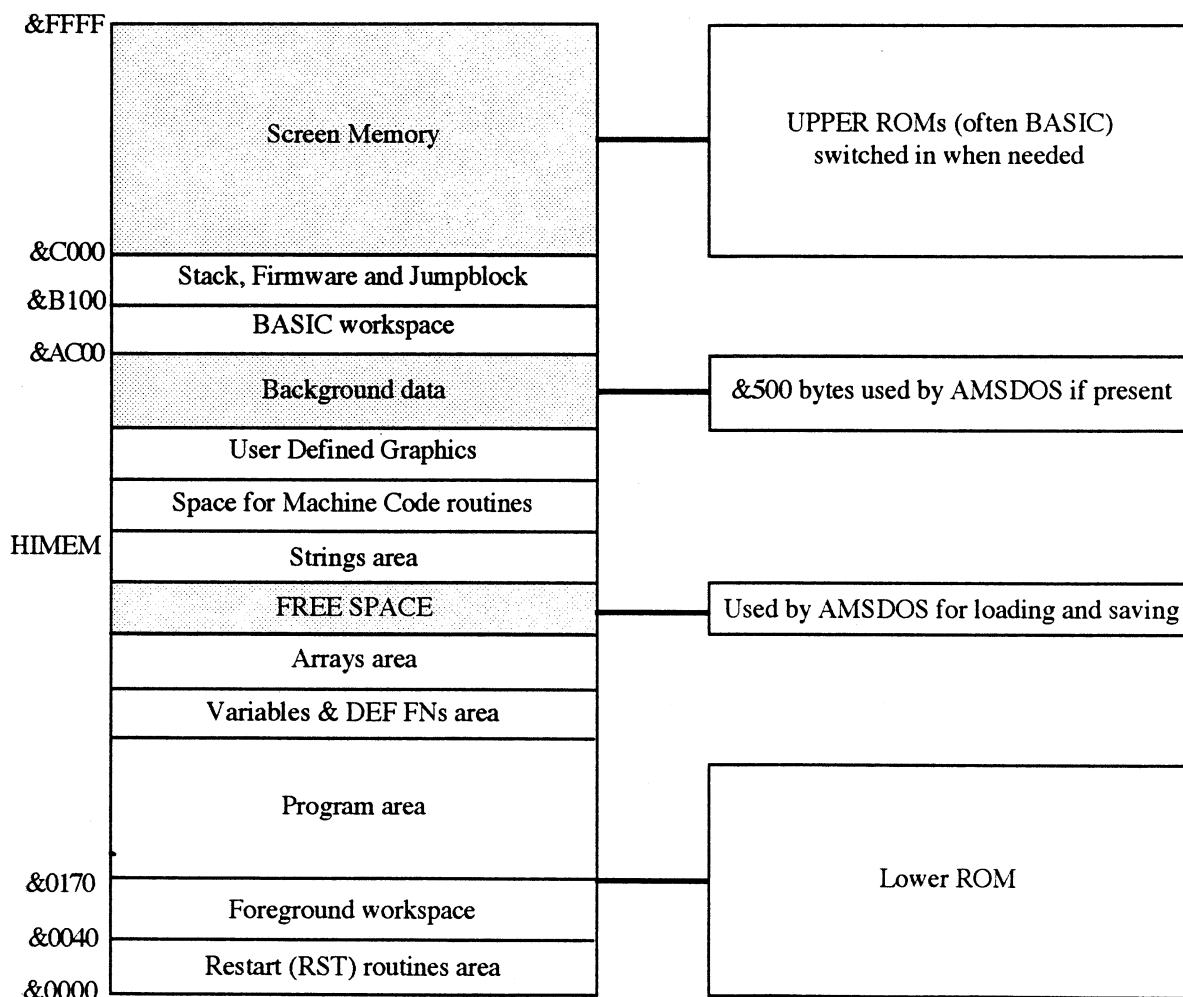 &FFFF
Screen Memory
UPPER ROMs (often BASIC)
switched in when needed
&C000
Stack, Firmware and Jumpblock
&B100
BASIC workspace
&AC00
Background data
&500 bytes used by AMSDOS if present
User Defined Graphics
Space for Machine Code routines
HIMEM
Strings area
FREE SPACE
Used by AMSDOS for loading and saving
Arrays area
Variables & DEF FNs area
Program area
&0170
Lower ROM
Foreground workspace
&0040
Restart (RST) routines area
&0000